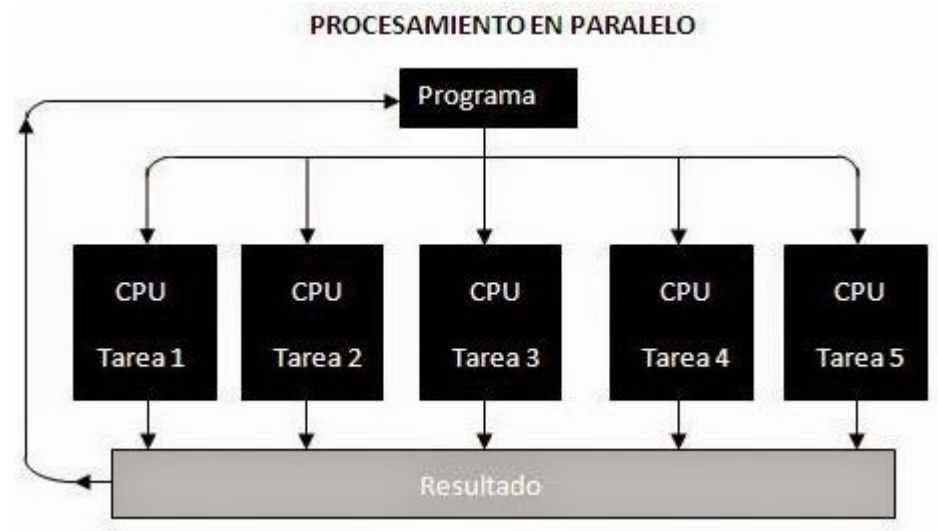 PROCESAMIENTO EN PARALELO
Programa
CPU CPU CPU CPU CPU
Tarea 1 Tarea 2 Tarea 3 Tarea 4 Tarea 5
Resultado